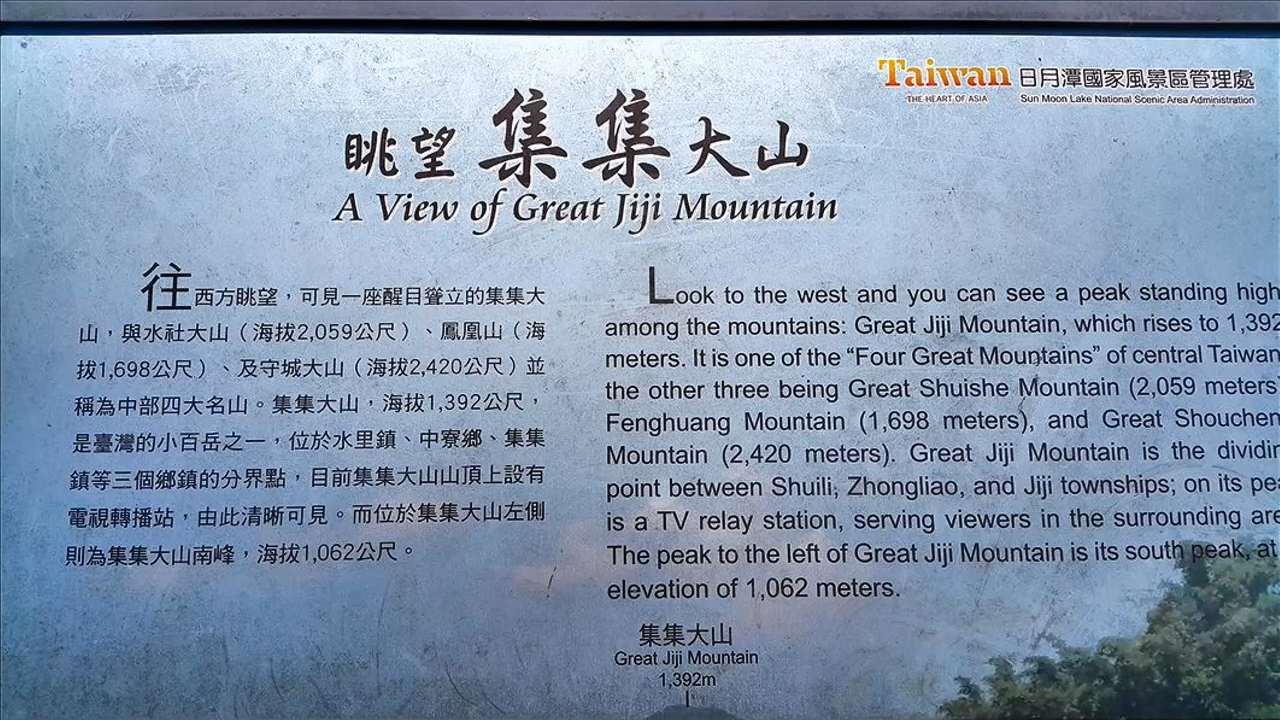 Taiwan 日月潭國家風景區管理處
THE HEART OF ASIA Sun Moon Lake National Scenic Area Administration
眺望集集大山
A View of Great Jiji Mountain
往西方眺望，可見一座醒目聳立的集集大
山，與水社大山（海拔2,059公尺）、鳳凰山（海
拔1,698公尺）、及守城大山（海拔2,420公尺）並
稱為中部四大名山。集集大山，海拔1,392公尺，
是臺灣的小百岳之一，位於水里鎮、中寮鄉、集集
鎮等三個鄉鎮的分界點，目前集集大山山頂上設有
電視轉播站，由此清晰可見。而位於集集大山左側
則為集集大山南峰，海拔1,062公尺。
Look to the west and you can see a peak standing high
among the mountains: Great Jiji Mountain, which rises to 1,392
meters. It is one of the “Four Great Mountains” of central Taiwan
the other three being Great Shuishe Mountain (2,059 meters)
Fenghuang Mountain (1,698 meters), and Great Shouchen
Mountain (2,420 meters). Great Jiji Mountain is the dividin
point between Shuili, Zhongliao, and Jiji townships; on its pea
is a TV relay station, serving viewers in the surrounding are
The peak to the left of Great Jiji Mountain is its south peak, at
elevation of 1,062 meters.
集集大山
Great Jiji Mountain
1,392m